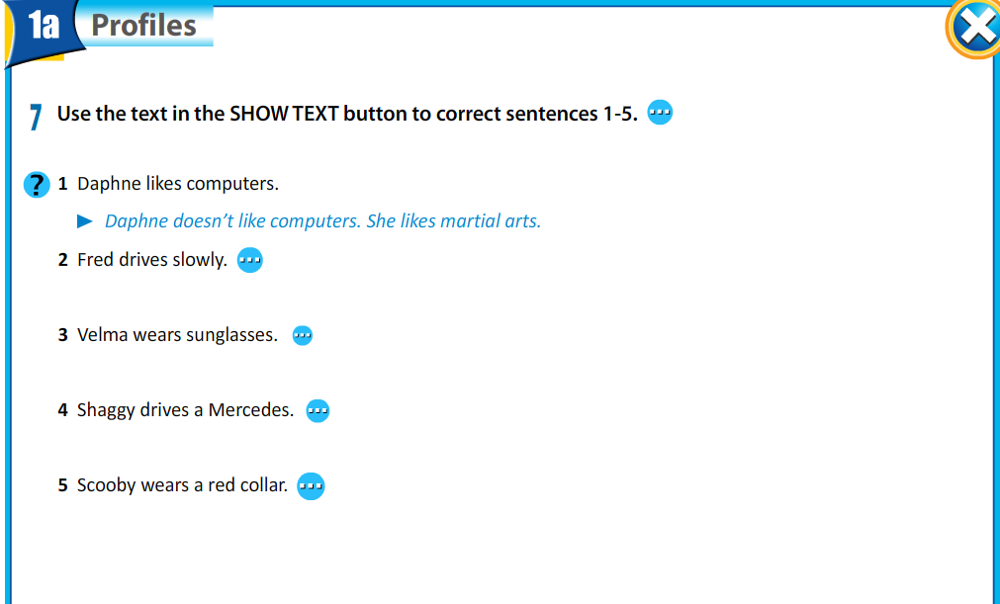 1a Profiles
7 Use the text in the SHOW TEXT button to correct sentences 1-5.
? 1 Daphne likes computers.
▶ Daphne doesn't like computers. She likes martial arts.
2 Fred drives slowly.
3 Velma wears sunglasses.
4 Shaggy drives a Mercedes.
5 Scooby wears a red collar.